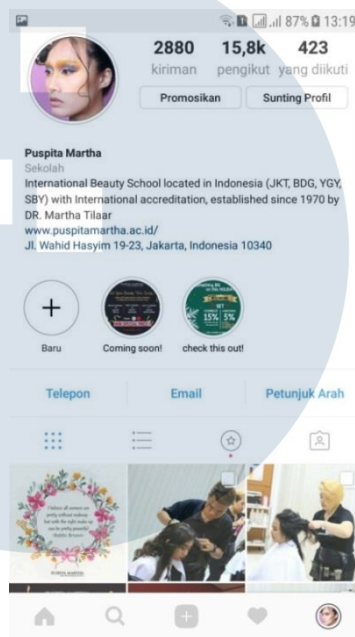 87% 13:19
2880 15,8k 423
kiriman pengikut yang diikuti
Promosikan Sunting Profil
Puspita Martha
Sekolah
International Beauty School located in Indonesia (JKT, BDG, YGY,
SBY) with International accreditation, established since 1970 by
DR. Martha Tilaar
www.puspitamartha.ac.id/
Jl. Wahid Hasyim 19-23, Jakarta, Indonesia 10340
15% 5%
Baru Coming soon! check this out!
Telepon Email Petunjuk Arah